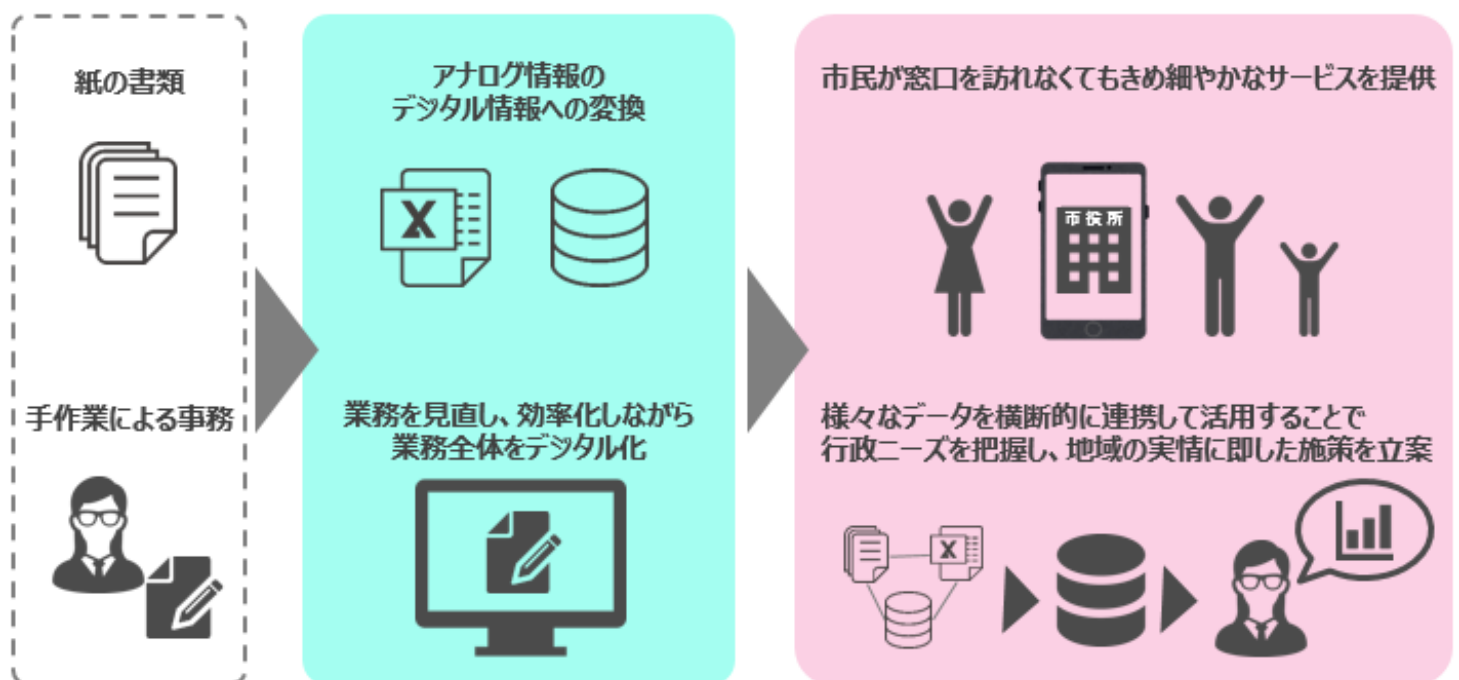 紙の書類
手作業による事務
アナログ情報の
デジタル情報への変換
X
業務を見直し、効率化しながら
業務全体をデジタル化
市民が窓口を訪れなくてもきめ細やかなサービスを提供
市役所
様々なデータを横断的に連携して活用することで
行政ニーズを把握し、地域の実情に即した施策を立案
X